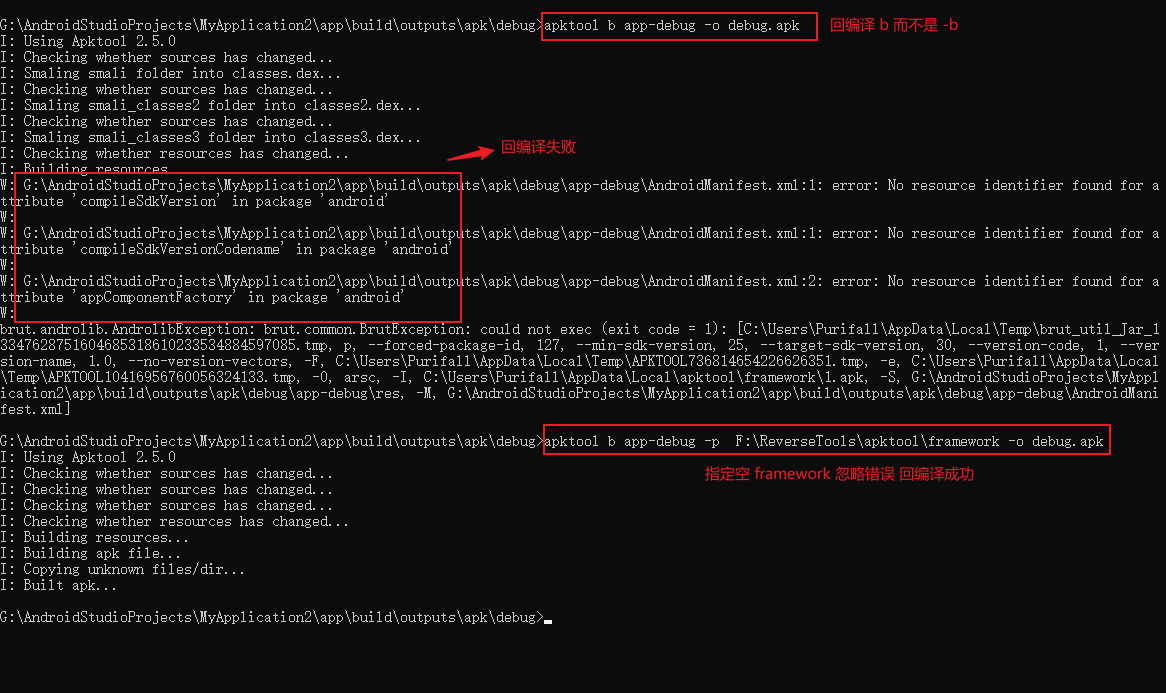 G:\AndroidStudioProjects\MyApplication2\app\build\outputs\apk\debug>apktool b app-debug -o debug.apk 回编译 b 而不是 -b
I: Using Apktool 2.5.0
I: Checking whether sources has changed...
I: Smaling smali folder into classes.dex...
I: Checking whether sources has changed...
I: Smaling smali_classes2 folder into classes2.dex...
I: Checking whether sources has changed...
I: Smaling smali_classes3 folder into classes3.dex...
I: Checking whether resources has changed...
回编译失败
I: Building resources...
W: G:\AndroidStudioProjects\MyApplication2\app\build\outputs\apk\debug\app-debug\AndroidManifest.xml:1: error: No resource identifier found for a
ttribute 'compileSdkVersion' in package 'android'
W:
W: G:\AndroidStudioProjects\MyApplication2\app\build\outputs\apk\debug\app-debug\AndroidManifest.xml:1: error: No resource identifier found for a
ttribute 'compileSdkVersionCodename' in package 'android'
W:
W: G:\AndroidStudioProjects\MyApplication2\app\build\outputs\apk\debug\app-debug\AndroidManifest.xml:2: error: No resource identifier found for a
ttribute 'appComponentFactory' in package 'android'
W:
brut.androlib.AndrolibException: brut.common.BrutException: could not exec (exit code = 1): [C:\Users\Purifall\AppData\Local\Temp\brut_util_Jar_1
33476287516046853186102335348845970​85.tmp, p, --forced-package-id, 127, --min-sdk-version, 25, --target-sdk-version, 30, --version-code, 1, --ver
sion-name, 1.0, --no-version-vectors, -F, C:\Users\Purifall\AppData\Local\Temp\APKTOOL736814654226626351.tmp, -e, C:\Users\Purifall\AppData\Local
\Temp\APKTOOL10416956760056324133.tmp, -0, arsc, -I, C:\Users\Purifall\AppData\Local\apktool\framework\1.apk, -S, G:\AndroidStudioProjects\MyAppl
ication2\app\build\outputs\apk\debug\app-debug\res, -M, G:\AndroidStudioProjects\MyApplication2\app\build\outputs\apk\debug\app-debug\AndroidMani
fest.xml]
G:\AndroidStudioProjects\MyApplication2\app\build\outputs\apk\debug>apktool b app-debug -p  F:\ReverseTools\apktool\framework -o debug.apk
I: Using Apktool 2.5.0
I: Checking whether sources has changed...
指定空 framework 忽略错误 回编译成功
I: Checking whether sources has changed...
I: Checking whether sources has changed...
I: Checking whether resources has changed...
I: Building resources...
I: Building apk file...
I: Copying unknown files/dir...
I: Built apk...
G:\AndroidStudioProjects\MyApplication2\app\build\outputs\apk\debug>